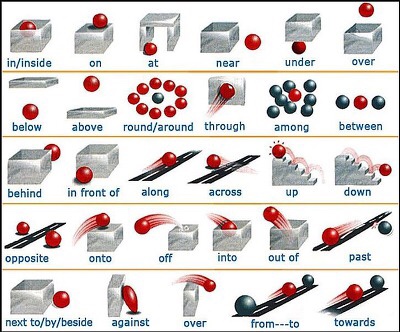 in/inside on at near under over
below above round/around through among between
behind in front of along across up down
opposite onto off into out of past
next to/by/beside against over from---to towards